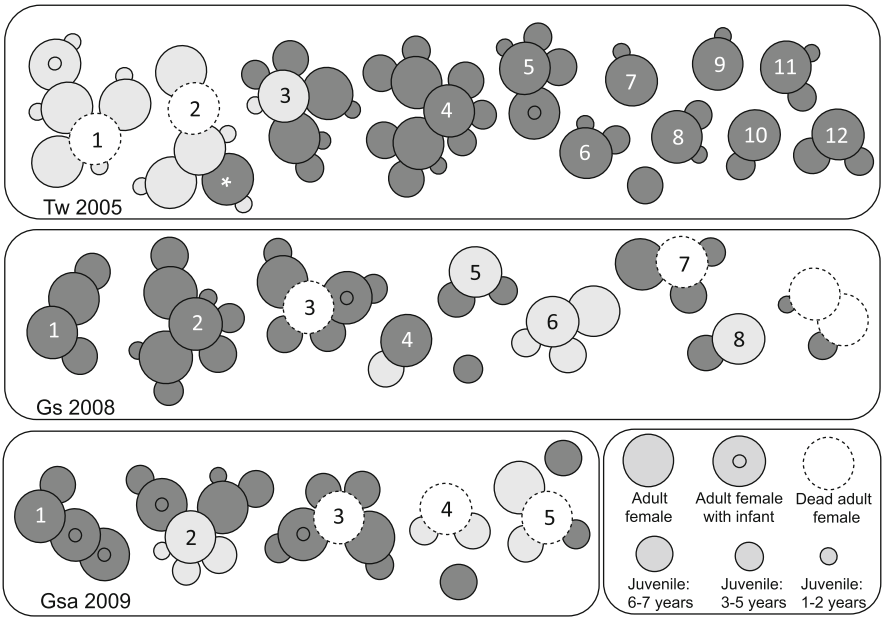 1
2
*
3
4
5
6
7
8
9
10
11
12
Tw 2005
1
2
3
4
5
6
7
8
Gs 2008
1
2
3
4
5
Gsa 2009
Adult
female
Adult female
with infant
Dead adult
female
Juvenile:
6-7 years
Juvenile:
3-5 years
Juvenile:
1-2 years